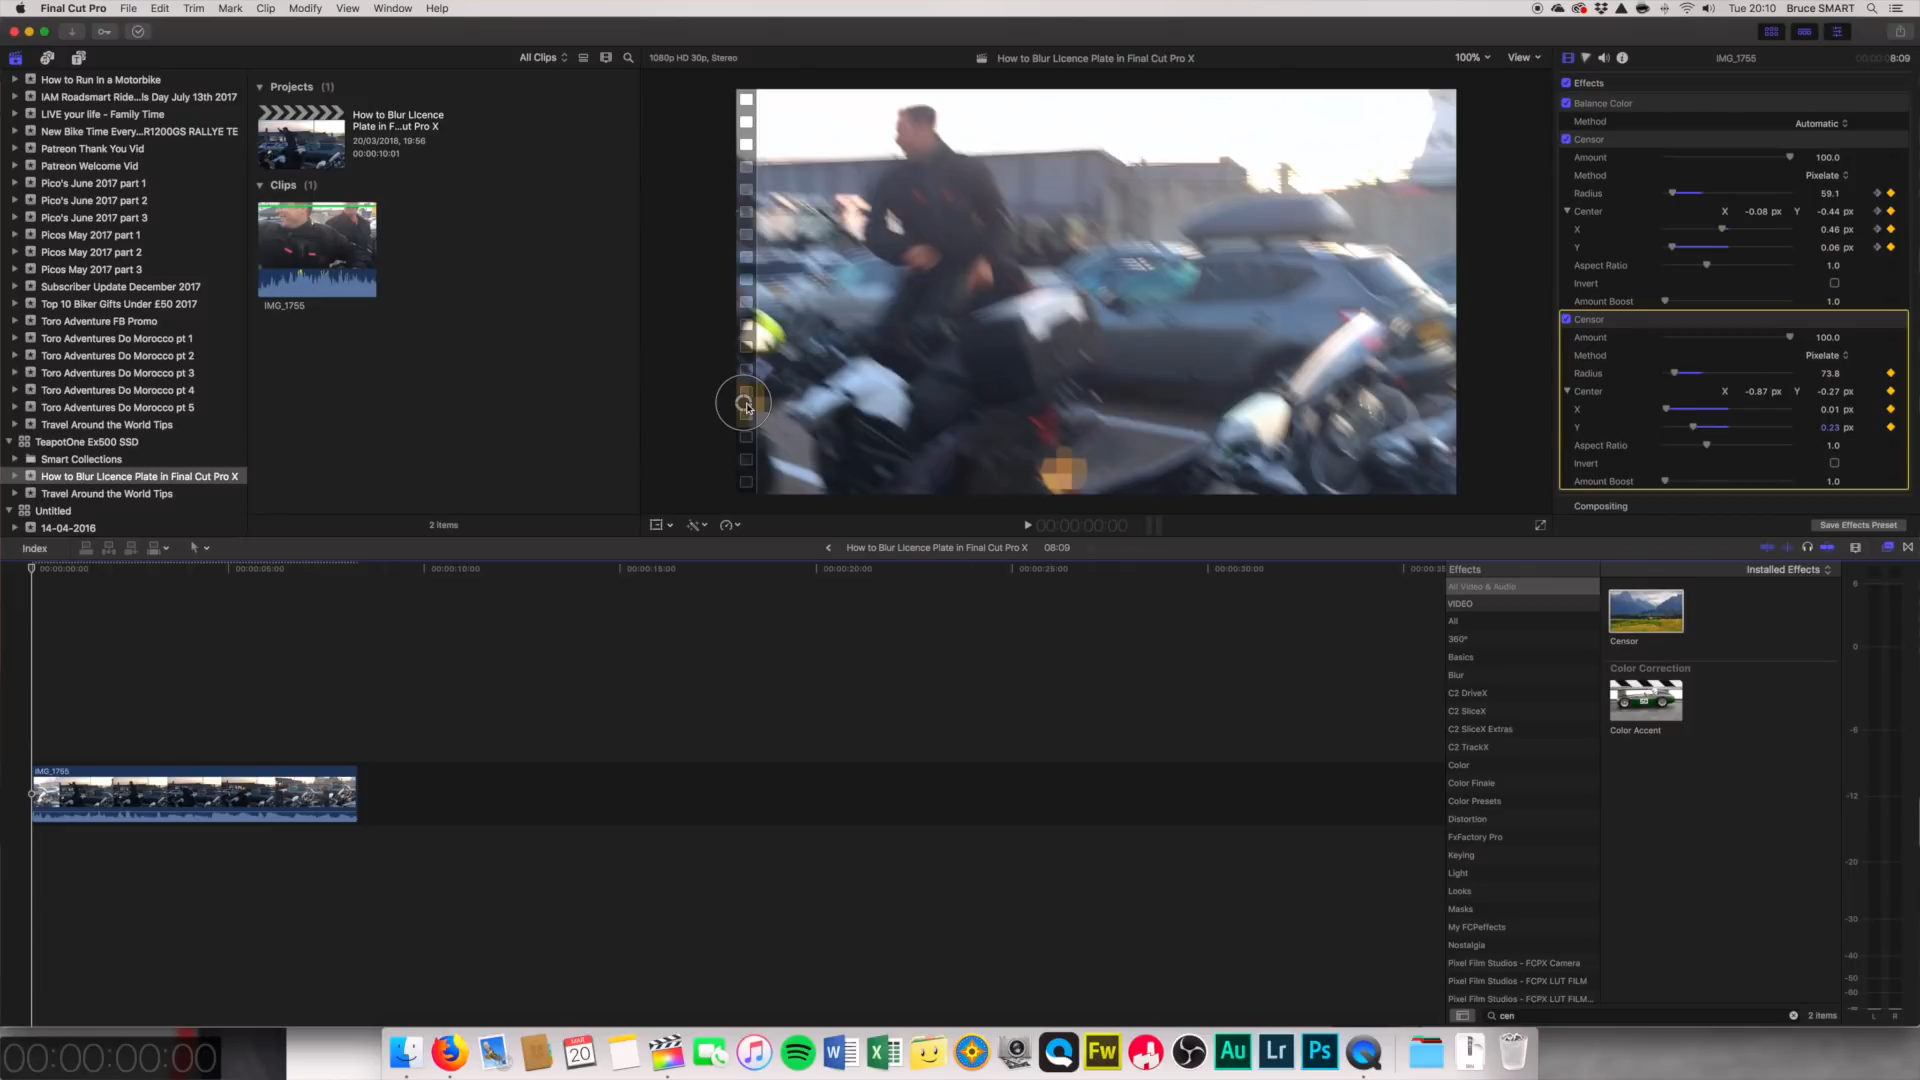 Final Cut Pro File Edit Trim Mark Clip Modify View Window Help Tue 20:10 Bruce SMART
All Clips 1080p HD 30p, Stereo How to Blur Licence Plate in Final Cut Pro X 100% View IMG_1755 8:09
How to Run In a Motorbike
IAM Roadsmart Ride...ls Day July 13th 2017
LIVE your life - Family Time
New Bike Time Every...R1200GS RALLYE TE
Patreon Thank You Vid
Patreon Welcome Vid
Pico's June 2017 part 1
Pico's June 2017 part 2
Pico's June 2017 part 3
Picos May 2017 part 1
Picos May 2017 part 2
Picos May 2017 part 3
Subscriber Update December 2017
Top 10 Biker Gifts Under £50 2017
Toro Adventure FB Promo
Toro Adventures Do Morocco pt 1
Toro Adventures Do Morocco pt 2
Toro Adventures Do Morocco pt 3
Toro Adventures Do Morocco pt 4
Toro Adventures Do Morocco pt 5
Travel Around the World Tips
TeapotOne Ex500 SSD
Smart Collections
How to Blur Licence Plate in Final Cut Pro X
Travel Around the World Tips
Untitled
14-04-2016
Projects (1)
How to Blur Licence
Plate in F...ut Pro X
20/03/2018, 19:56
00:00:10:01
Clips (1)
IMG_1755
2 items
00:00:00:00
Effects
Balance Color
Method Automatic
Censor
Amount 100.0
Method Pixelate
Radius 59.1
Center X -0.08 px Y -0.44 px
X 0.46 px
Y 0.06 px
Aspect Ratio 1.0
Invert
Amount Boost 1.0
Censor
Amount 100.0
Method Pixelate
Radius 73.8
Center X -0.87 px Y -0.27 px
X 0.01 px
Y 0.23 px
Aspect Ratio 1.0
Invert
Amount Boost 1.0
Compositing
Save Effects Preset
Index How to Blur Licence Plate in Final Cut Pro X 08:09
00:00:00:00 00:00:05:00 00:00:10:00 00:00:15:00 00:00:20:00 00:00:25:00 00:00:30:00 00:00:35
IMG_1755
Effects Installed Effects
All Video & Audio
VIDEO
All
360°
Basics
Blur
C2 DriveX
C2 SliceX
C2 SliceX Extras
C2 TrackX
Color
Color Finale
Color Presets
Distortion
FxFactory Pro
Keying
Light
Looks
Masks
My FCPeffects
Nostalgia
Pixel Film Studios - FCPX Camera
Pixel Film Studios - FCPX LUT FILM
Pixel Film Studios - FCPX LUT FILM...
Censor
Color Correction
Color Accent
cen 2 items
6
0
-6
-12
-20
-30
-40
-50
-60
L R
00:00:00:00
MAR
20
Fw Au Lr Ps